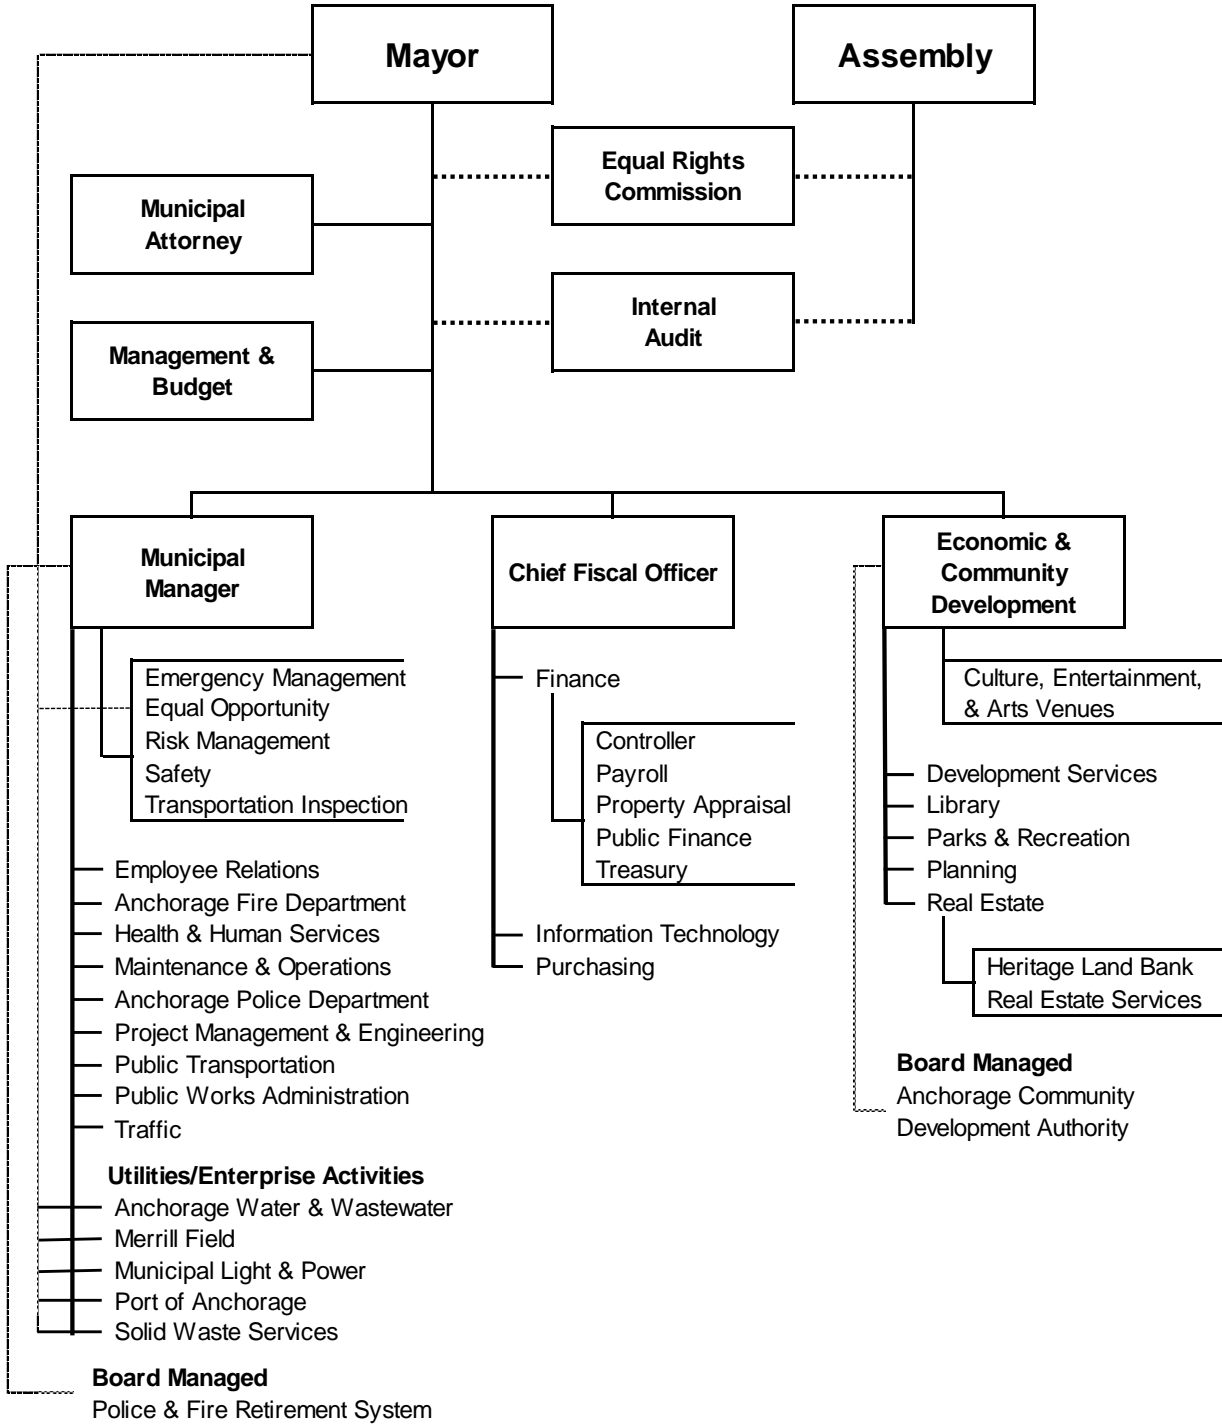 Mayor
Assembly
Equal Rights
Commission
Municipal
Attorney
Internal
Audit
Management &
Budget
Municipal
Manager
Chief Fiscal Officer
Economic &
Community
Development
Emergency Management
Equal Opportunity
Risk Management
Safety
Transportation Inspection
Employee Relations
Anchorage Fire Department
Health & Human Services
Maintenance & Operations
Anchorage Police Department
Project Management & Engineering
Public Transportation
Public Works Administration
Traffic
Utilities/Enterprise Activities
Anchorage Water & Wastewater
Merrill Field
Municipal Light & Power
Port of Anchorage
Solid Waste Services
Board Managed
Police & Fire Retirement System
Finance
Controller
Payroll
Property Appraisal
Public Finance
Treasury
Information Technology
Purchasing
Culture, Entertainment,
& Arts Venues
Development Services
Library
Parks & Recreation
Planning
Real Estate
Heritage Land Bank
Real Estate Services
Board Managed
Anchorage Community
Development Authority